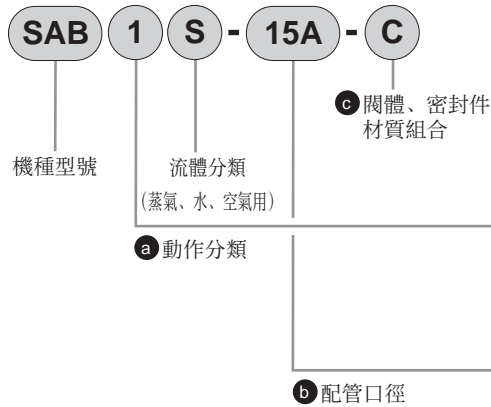 SAB 1 S - 15A - C
c 閥體、密封件
材質組合
機種型號
流體分類
(蒸氣、水、空氣用)
a 動作分類
b 配管口徑